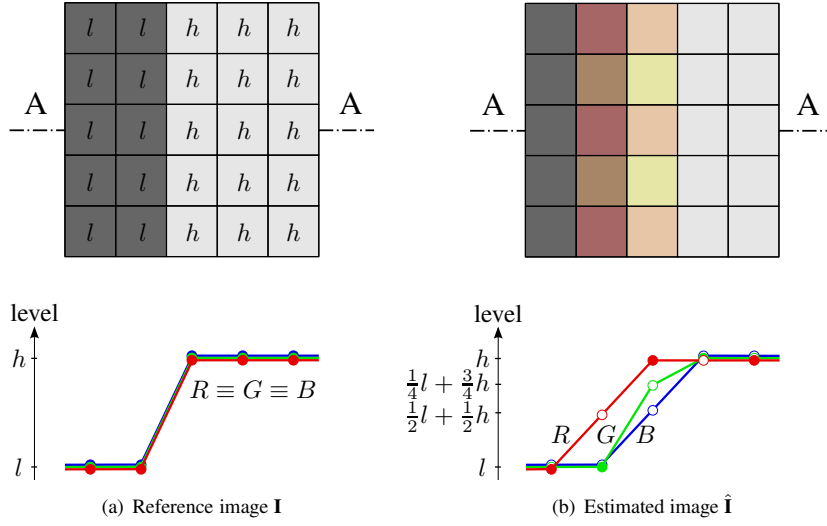 l l h h h
l l h h h
A A A A
l l h h h
l l h h h
l l h h h
level level
h h
1/4 l + 3/4 h
R ≡ G ≡ B
1/2 l + 1/2 h
R G B
l l
(a) Reference image I
(b) Estimated image Î